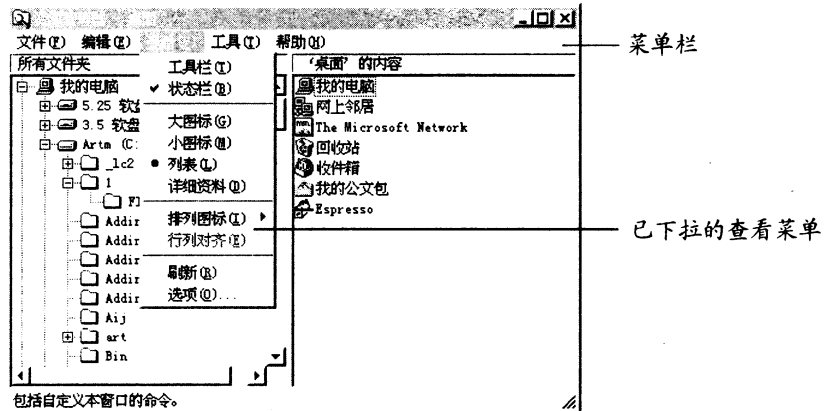 文件(F) 编辑(E) 工具(T) 帮助(H)
菜单栏
所有文件夹
'桌面' 的内容
我的电脑
5.25 软
3.5 软盘
Artm (C:
_lc2
1
Addir
Addir
Addir
Addir
Addir
Aij
art
Bin
工具栏(T)
状态栏(B)
大图标(G)
小图标(M)
列表(L)
详细资料(D)
排列图标(I)
行列对齐(E)
刷新(R)
选项(O)...
我的电脑
网上邻居
The Microsoft Network
回收站
收件箱
我的公文包
Espresso
已下拉的查看菜单
包括自定义本窗口的命令。